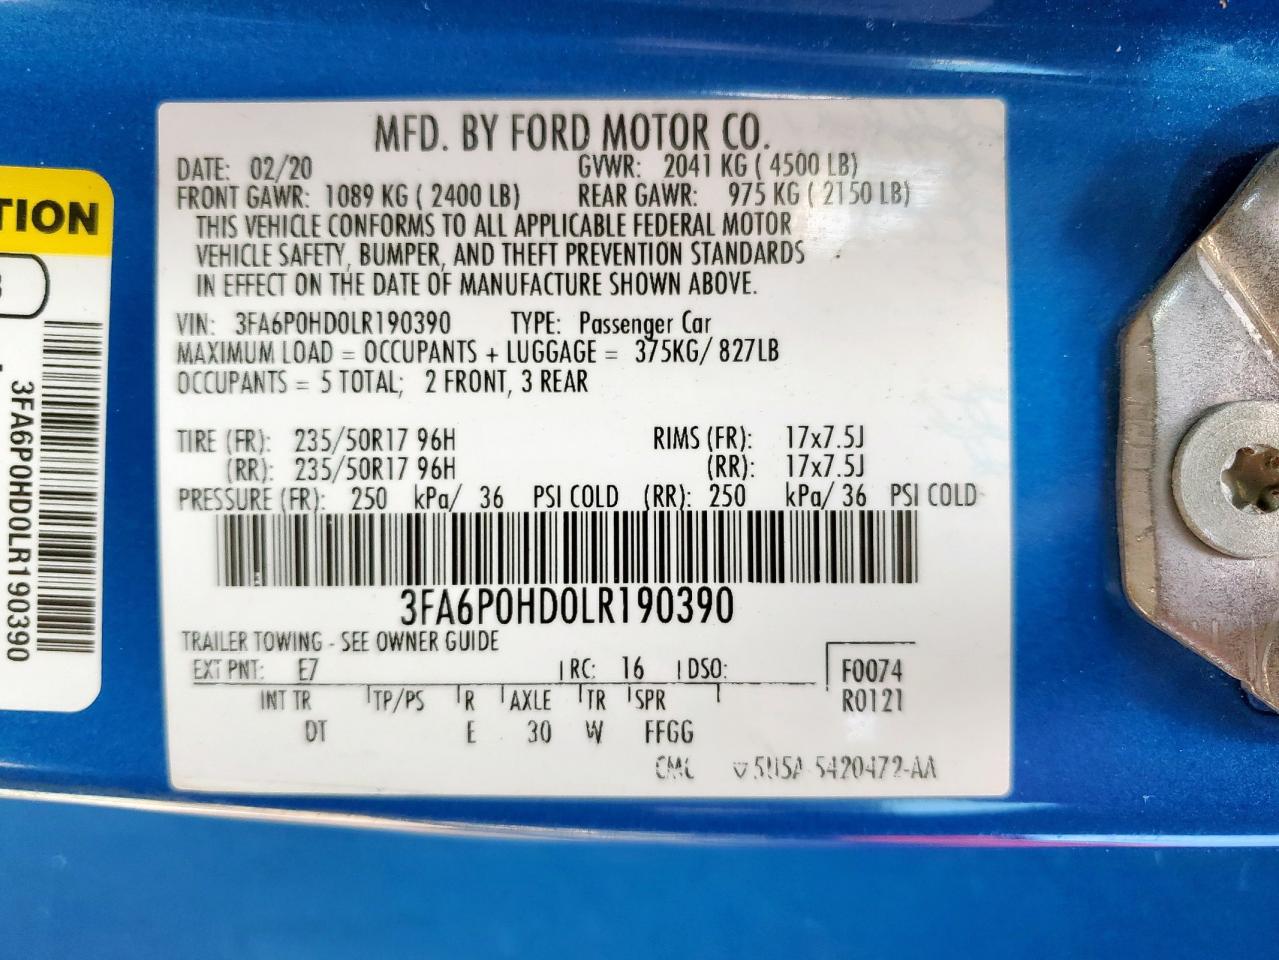 MFD. BY FORD MOTOR CO.
DATE: 02/20 GVWR: 2041 KG ( 4500 LB)
FRONT GAWR: 1089 KG ( 2400 LB) REAR GAWR: 975 KG ( 2150 LB)
THIS VEHICLE CONFORMS TO ALL APPLICABLE FEDERAL MOTOR
VEHICLE SAFETY, BUMPER, AND THEFT PREVENTION STANDARDS
IN EFFECT ON THE DATE OF MANUFACTURE SHOWN ABOVE.
VIN: 3FA6P0HD0LR190390 TYPE: Passenger Car
MAXIMUM LOAD = OCCUPANTS + LUGGAGE = 375KG/ 827LB
OCCUPANTS = 5 TOTAL; 2 FRONT, 3 REAR
TIRE (FR): 235/50R17 96H RIMS (FR): 17x7.5J
(RR): 235/50R17 96H (RR): 17x7.5J
PRESSURE (FR): 250 kPa/ 36 PSI COLD (RR): 250 kPa/ 36 PSI COLD
3FA6P0HD0LR190390
TRAILER TOWING - SEE OWNER GUIDE
EXT PNT: E7 RC: 16 DSO: F0074
INT TR TP/PS R AXLE TR SPR R0121
DT E 30 W FFGG
CMC 5420472-AA
TION
3FA6P0HD0LR190390